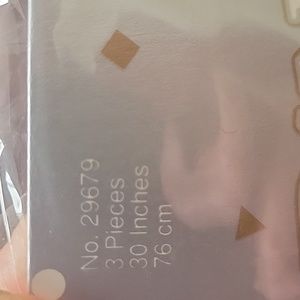 No. 29679
3 Pieces
30 Inches
76 cm